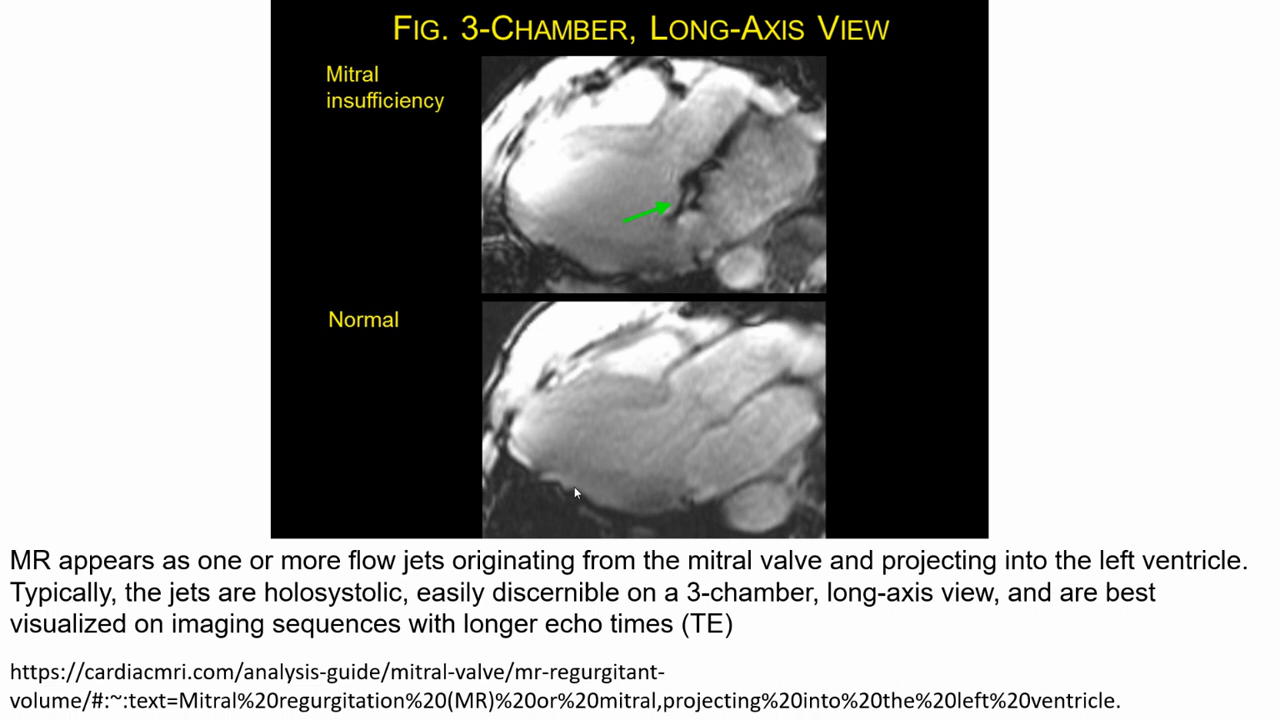 FIG. 3-CHAMBER, LONG-AXIS VIEW
Mitral
insufficiency
Normal
MR appears as one or more flow jets originating from the mitral valve and projecting into the left ventricle.
Typically, the jets are holosystolic, easily discernible on a 3-chamber, long-axis view, and are best
visualized on imaging sequences with longer echo times (TE)
https://cardiacmri.com/analysis-guide/mitral-valve/mr-regurgitant-
volume/#:~:text=Mitral%20regurgitation%20(MR)%20or%20mitral,projecting%20into%20the%20left%20ventricle.